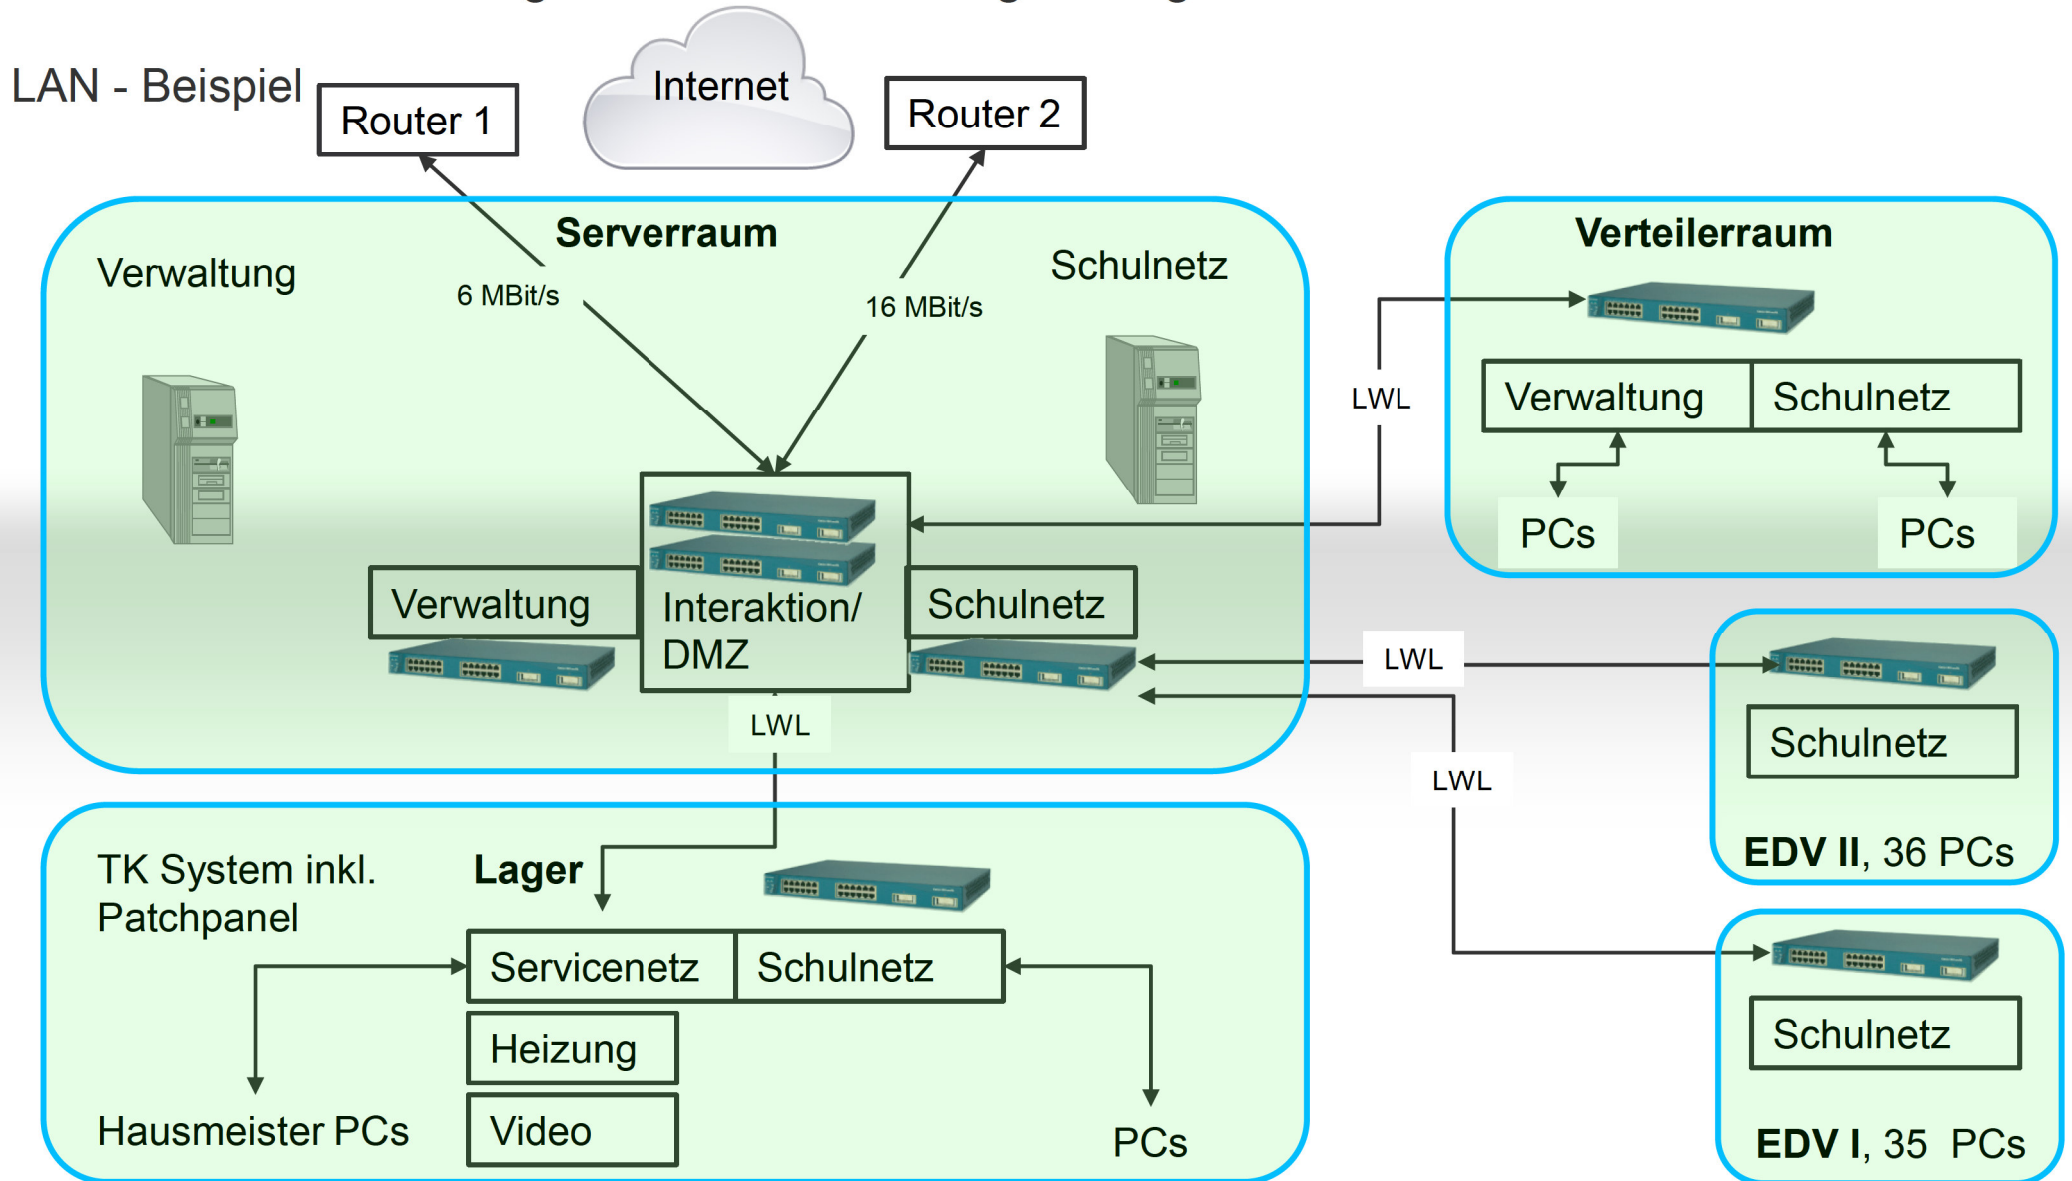 LAN - Beispiel
Router 1
Internet
Router 2
Serverraum
Verwaltung
Schulnetz
6 MBit/s
16 MBit/s
Verwaltung
Interaktion/
DMZ
Schulnetz
LWL
Verteilerraum
LWL
Verwaltung
Schulnetz
PCs
PCs
LWL
Schulnetz
EDV II, 36 PCs
LWL
Schulnetz
EDV I, 35 PCs
TK System inkl.
Patchpanel
Lager
Servicenetz
Schulnetz
Heizung
Video
Hausmeister PCs
PCs